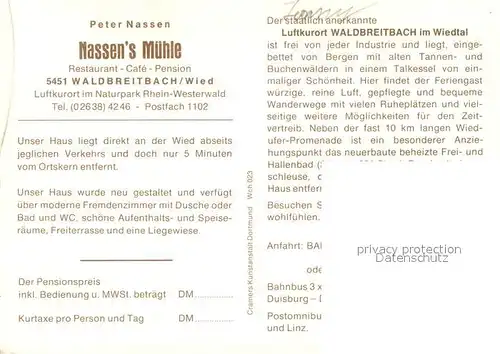 Peter Nassen
Nassen's Mühle
Restaurant - Café - Pension
5451 WALDBREITBACH/Wied
Luftkurort im Naturpark Rhein-Westerwald
Tel. (02638) 4246 - Postfach 1102
Unser Haus liegt direkt an der Wied abseits
jeglichen Verkehrs und doch nur 5 Minuten
vom Ortskern entfernt.
Unser Haus wurde neu gestaltet und verfügt
über moderne Fremdenzimmer mit Dusche oder
Bad und WC, schöne Aufenthalts- und Speise-
räume, Freiterrasse und eine Liegewiese.
Der Pensionspreis
inkl. Bedienung u. MWSt. beträgt DM..............
Kurtaxe pro Person und Tag DM..............
Cramers Kunstanstalt Dortmund Wch 923
Der staatlich anerkannte
Luftkurort WALDBREITBACH im Wiedtal
ist frei von jeder Industrie und liegt, einge-
bettet von Bergen mit alten Tannen- und
Buchenwäldern in einem Talkessel von ein-
maliger Schönheit. Hier findet der Feriengast
würzige, reine Luft, gepflegte und bequeme
Wanderwege mit vielen Ruheplätzen und viel-
seitige weitere Möglichkeiten für den Zeit-
vertreib. Neben der fast 10 km langen Wied-
ufer-Promenade ist ein besonderer Anzie-
hungspunkt das neuerbaute beheizte Frei- und
Hallenbad
schleuse,
Haus entfern
Besuchen S
wohlfühlen.
Anfahrt: BA
privacy protection
ansichtskartenlexikon.de
ode
Bahnbus 3 x
Duisburg – D
Postomnibu
und Linz.